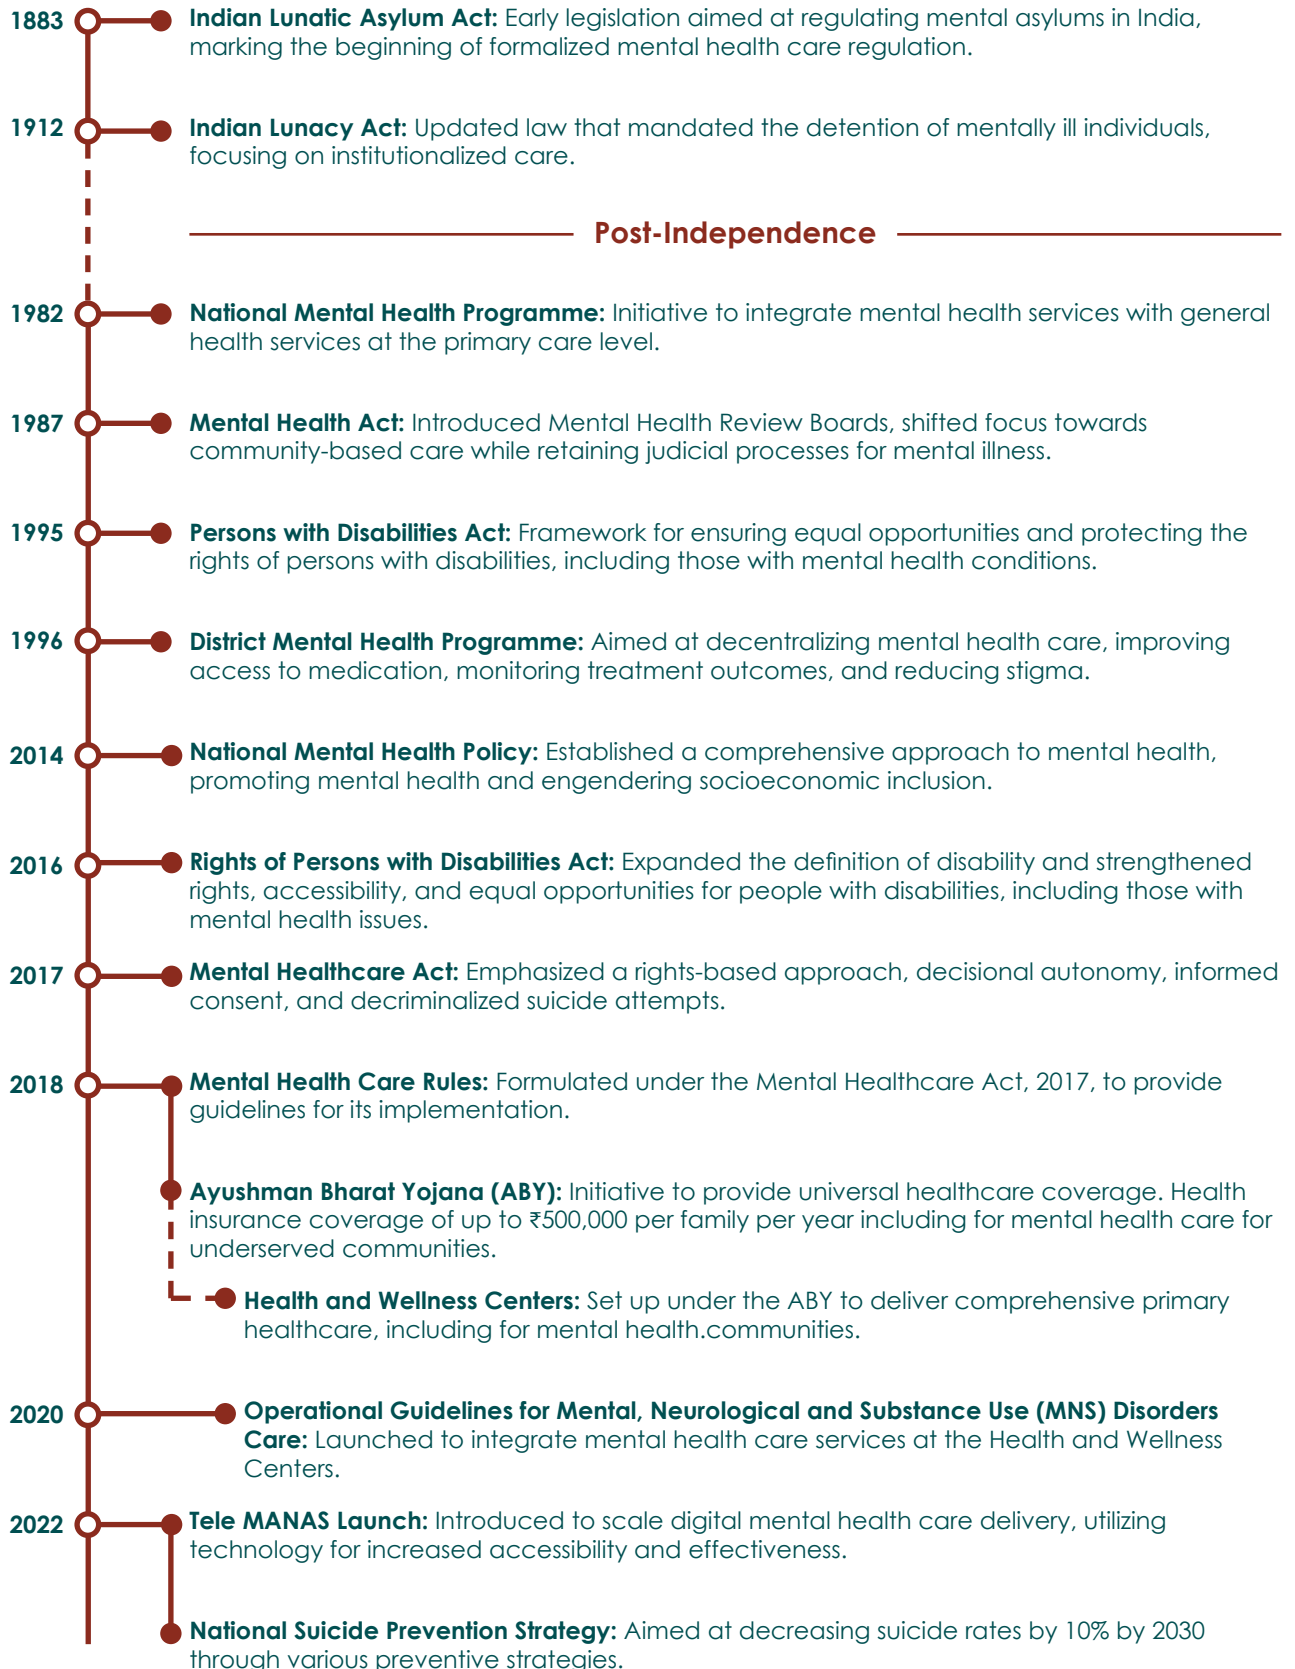 1883
Indian Lunatic Asylum Act: Early legislation aimed at regulating mental asylums in India,
marking the beginning of formalized mental health care regulation.
1912
Indian Lunacy Act: Updated law that mandated the detention of mentally ill individuals,
focusing on institutionalized care.
Post-Independence
1982
National Mental Health Programme: Initiative to integrate mental health services with general
health services at the primary care level.
1987
Mental Health Act: Introduced Mental Health Review Boards, shifted focus towards
community-based care while retaining judicial processes for mental illness.
1995
Persons with Disabilities Act: Framework for ensuring equal opportunities and protecting the
rights of persons with disabilities, including those with mental health conditions.
1996
District Mental Health Programme: Aimed at decentralizing mental health care, improving
access to medication, monitoring treatment outcomes, and reducing stigma.
2014
National Mental Health Policy: Established a comprehensive approach to mental health,
promoting mental health and engendering socioeconomic inclusion.
2016
Rights of Persons with Disabilities Act: Expanded the definition of disability and strengthened
rights, accessibility, and equal opportunities for people with disabilities, including those with
mental health issues.
2017
Mental Healthcare Act: Emphasized a rights-based approach, decisional autonomy, informed
consent, and decriminalized suicide attempts.
2018
Mental Health Care Rules: Formulated under the Mental Healthcare Act, 2017, to provide
guidelines for its implementation.
Ayushman Bharat Yojana (ABY): Initiative to provide universal healthcare coverage. Health
insurance coverage of up to ₹500,000 per family per year including for mental health care for
underserved communities.
Health and Wellness Centers: Set up under the ABY to deliver comprehensive primary
healthcare, including for mental health.communities.
2020
Operational Guidelines for Mental, Neurological and Substance Use (MNS) Disorders
Care: Launched to integrate mental health care services at the Health and Wellness
Centers.
2022
Tele MANAS Launch: Introduced to scale digital mental health care delivery, utilizing
technology for increased accessibility and effectiveness.
National Suicide Prevention Strategy: Aimed at decreasing suicide rates by 10% by 2030
through various preventive strategies.